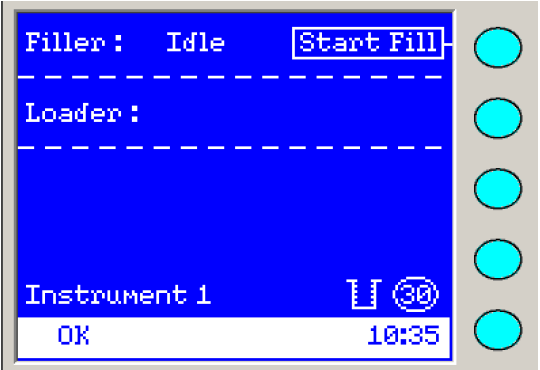 Filler: Idle Start Fill
Loader:
Instrument 1 30
OK 10:35